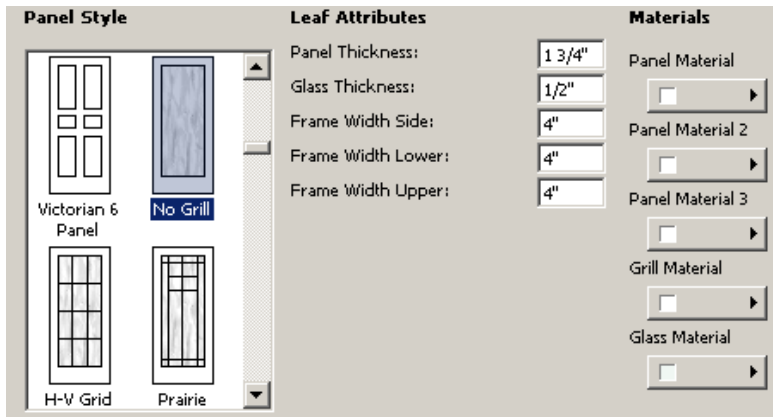 Panel Style
Victorian 6
Panel
No Grill
H-V Grid
Prairie
Leaf Attributes
Panel Thickness:
1 3/4"
Glass Thickness:
1/2"
Frame Width Side:
4"
Frame Width Lower:
4"
Frame Width Upper:
4"
Materials
Panel Material
Panel Material 2
Panel Material 3
Grill Material
Glass Material